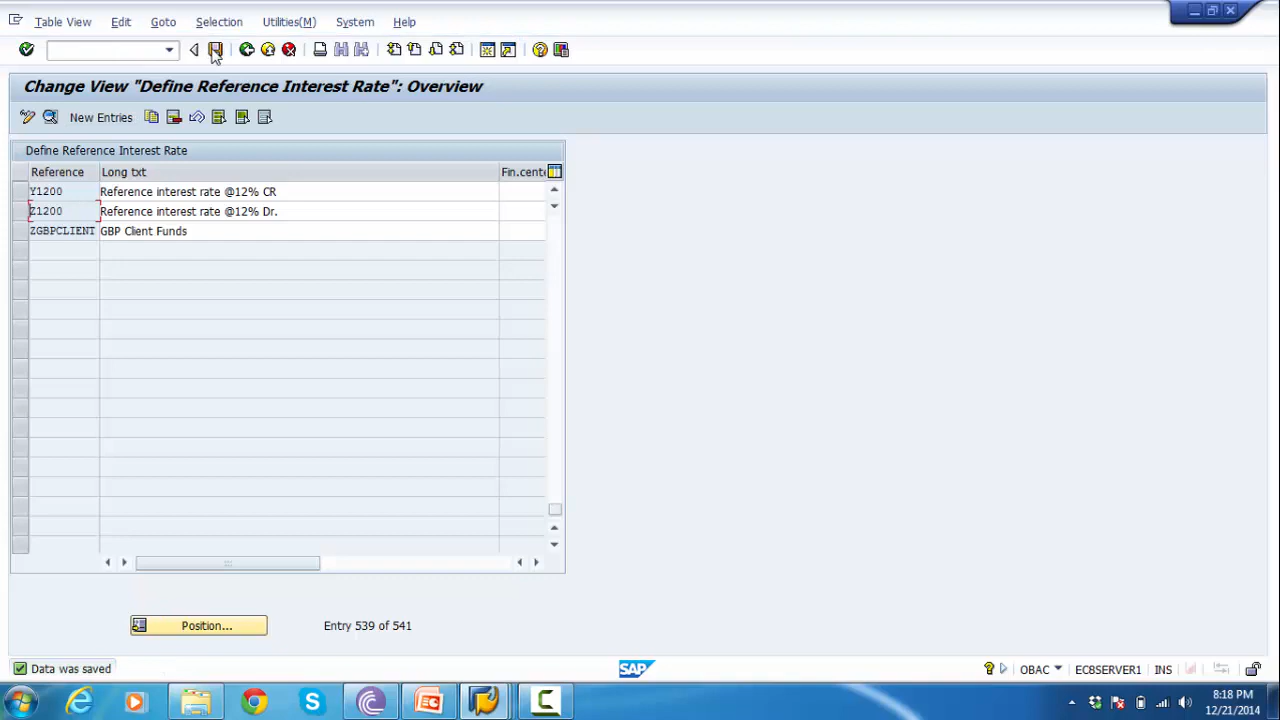 Table View Edit Goto Selection Utilities(M) System Help
Change View "Define Reference Interest Rate": Overview
New Entries
Define Reference Interest Rate
Reference Long txt Fin.cente
Y1200 Reference interest rate @12% CR
Z1200 Reference interest rate @12% Dr.
ZGBPCLIENT GBP Client Funds
Position... Entry 539 of 541
Data was saved SAP OBAC EC8SERVER1 INS
8:18 PM
12/21/2014